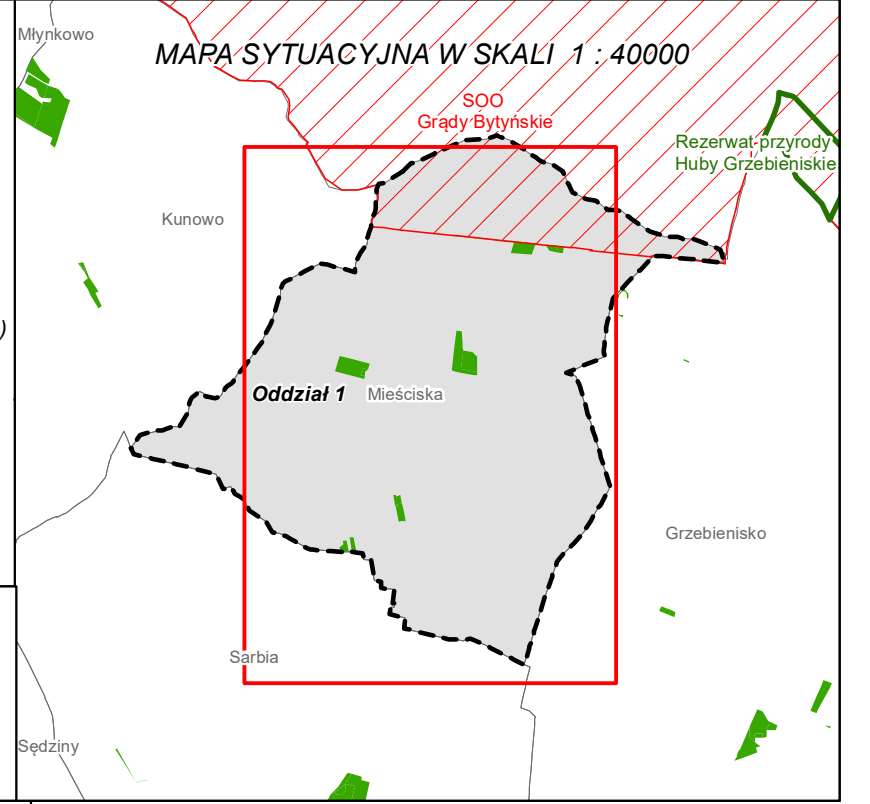 Młynkowo
MAPA SYTUACYJNA W SKALI 1 : 40000
SOO
Grądy Bytyńskie
Rezerwat przyrody
Huby Grzebieniskie
Kunowo
)
Oddział 1
Mieściska
Grzebienisko
Sarbia
Sędziny